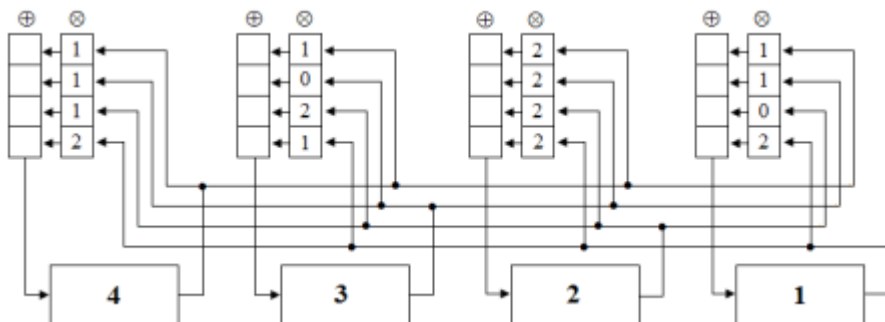 ⊕ ⊗ ⊕ ⊗ ⊕ ⊗ ⊕ ⊗
1 1 2 1
1 0 2 1
1 2 2 0
2 1 2 2
4 3 2 1